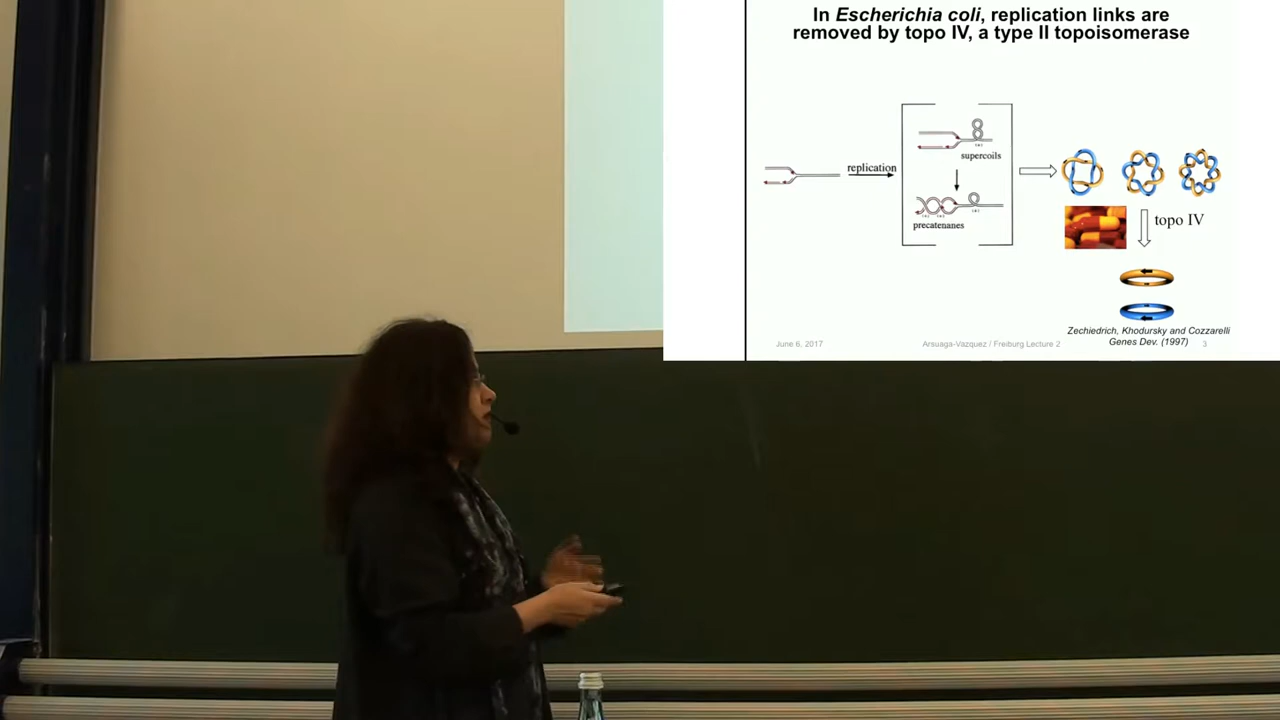 In Escherichia coli, replication links are
removed by topo IV, a type II topoisomerase
replication
supercoils
precatenanes
topo IV
Zechiedrich, Khodursky and Cozzarelli
Genes Dev. (1997)
June 6, 2017
Arsuaga-Vazquez / Freiburg Lecture 2
3